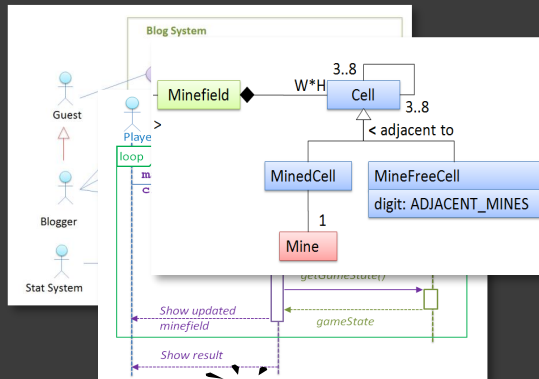 Blog System
Guest
Blogger
Stat System
Playe
loop
m
c
>
Minefield
W*H
3..8
Cell
3..8
< adjacent to
MinedCell
MineFreeCell
digit: ADJACENT_MINES
1
Mine
getGameState()
Show updated
minefield
gameState
Show result